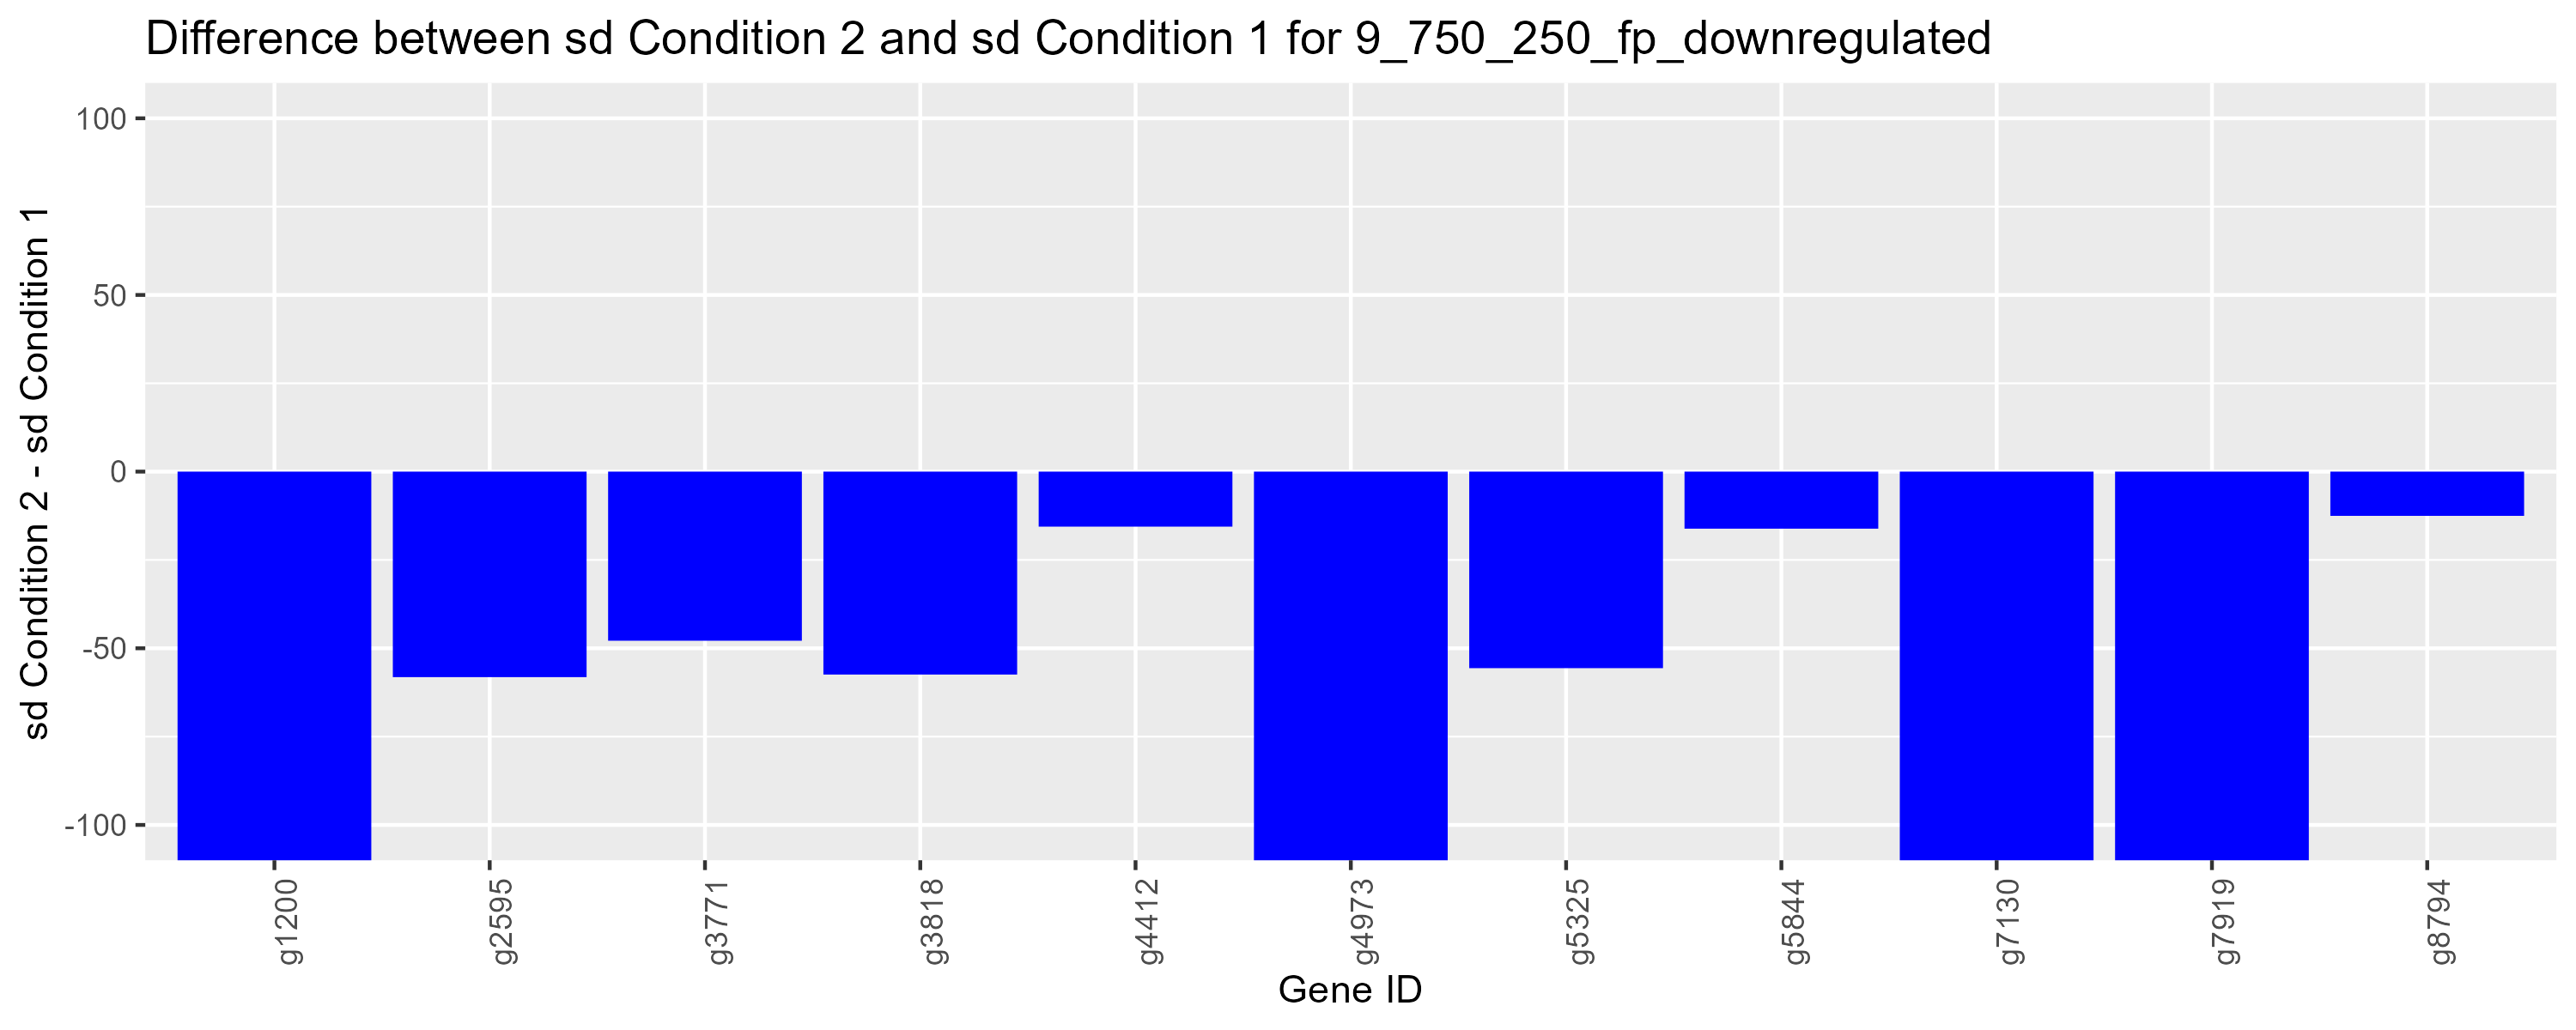 Difference between sd Condition 2 and sd Condition 1 for 9_750_250_fp_downregulated
sd Condition 2 - sd Condition 1
100
50
0
-50
-100
g1200
g2595
g3771
g3818
g4412
g4973
g5325
g5844
g7130
g7919
g8794
Gene ID